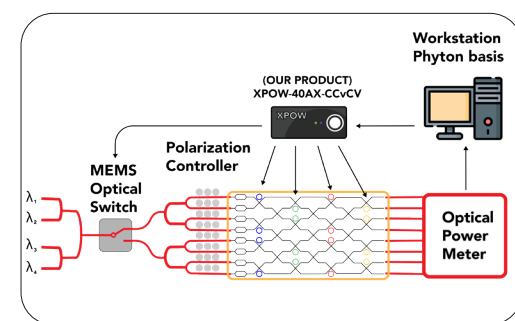 Workstation
Phyton basis
(OUR PRODUCT)
XPOW-40AX-CCvCV
XPOW
Polarization
Controller
MEMS
Optical
Switch
λ₁
λ₂
λ₃
λ₄
Optical
Power
Meter